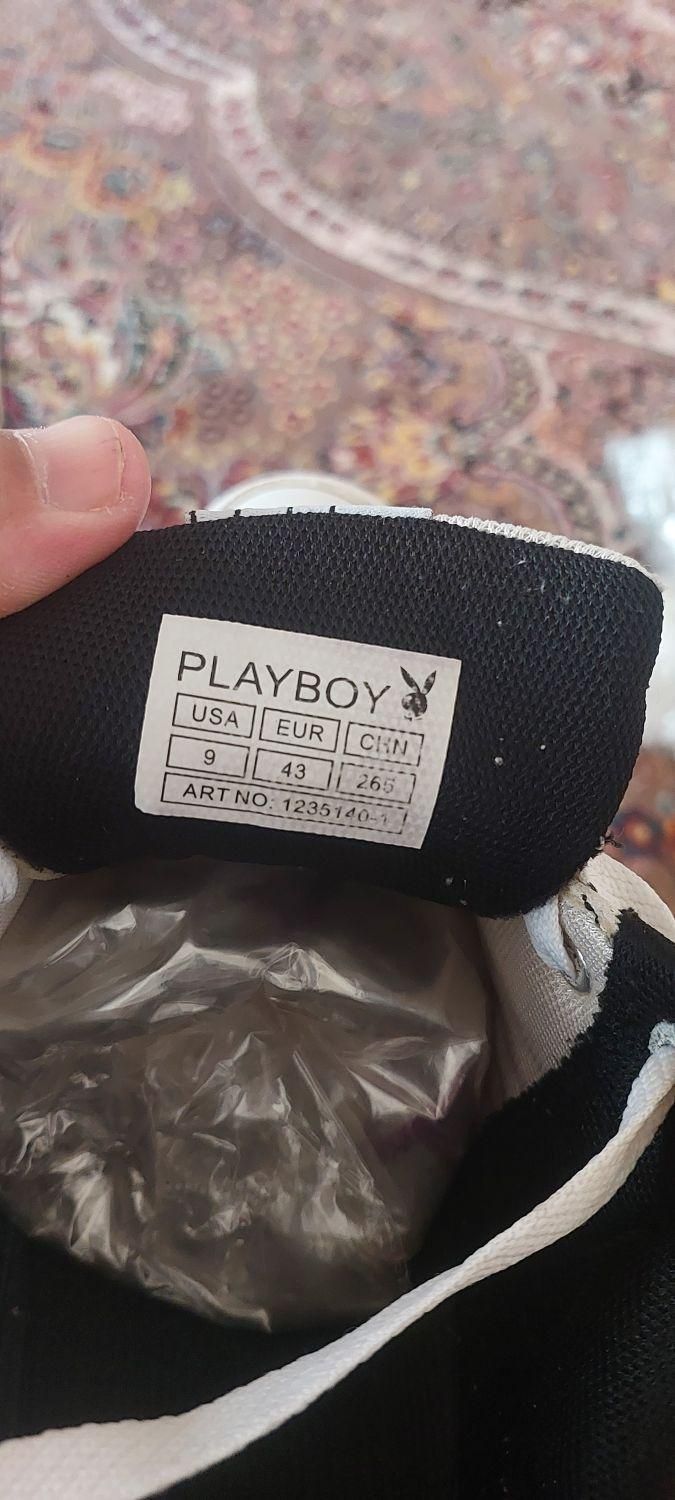 PLAYBOY
USA EUR CHN
9 43 265
ART NO: 1235140-1